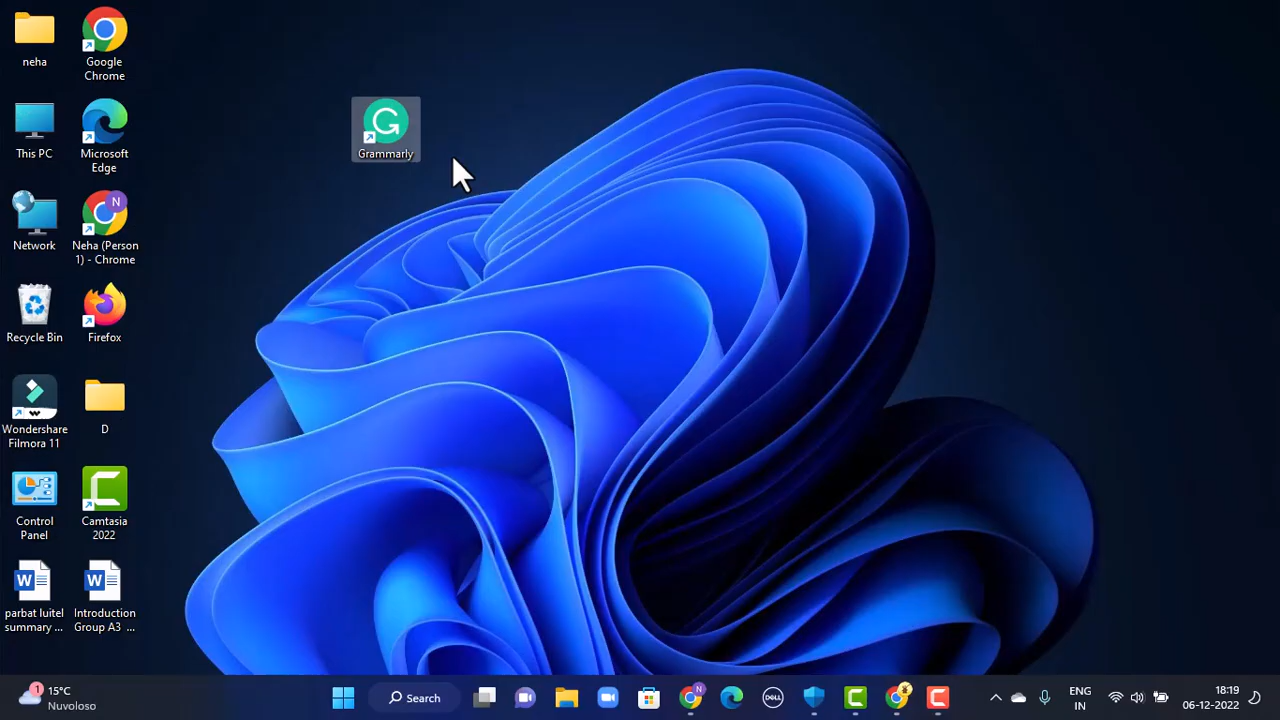 neha
Google
Chrome
Grammarly
This PC
Microsoft
Edge
N
Network
Neha (Person
1) - Chrome
Recycle Bin
Firefox
Wondershare
Filmora 11
D
Control
Panel
Camtasia
2022
parbat luitel
summary ...
Introduction
Group A3 ...
1
15°C
Nuvoloso
Search
N
DELL
ENG
IN
18:19
06-12-2022